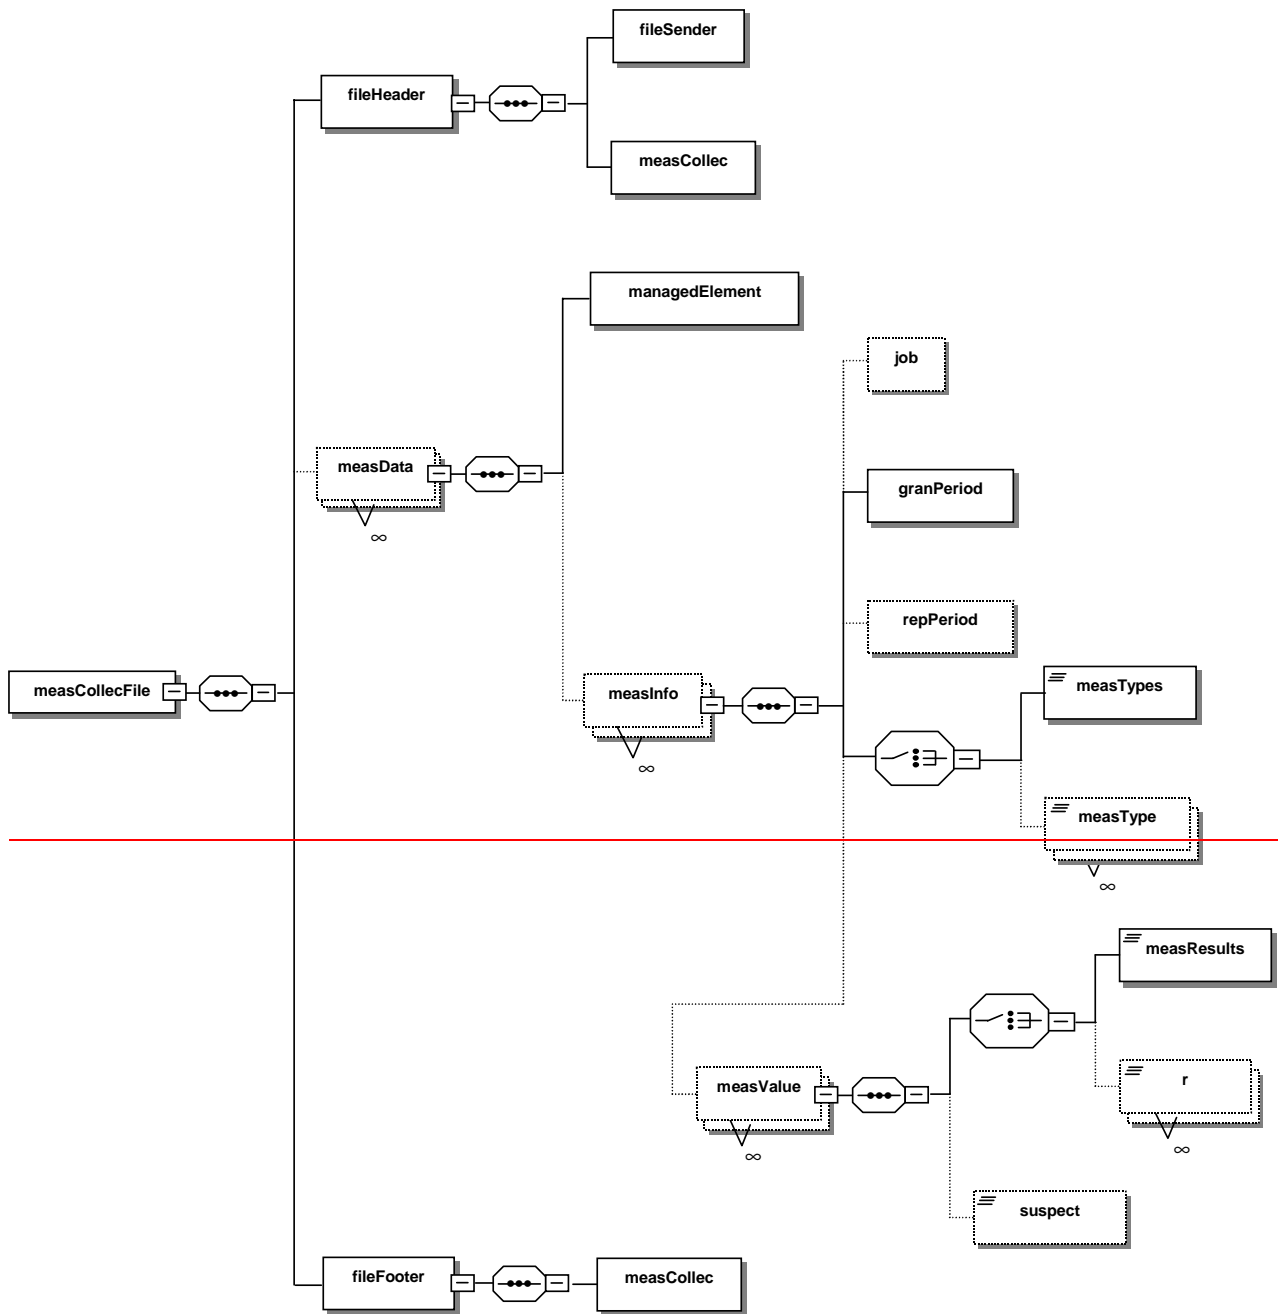 fileSender
fileHeader
measCollec
managedElement
job
measData
∞
granPeriod
repPeriod
measCollecFile
measInfo
∞
measTypes
measType
∞
measResults
measValue
∞
r
∞
suspect
fileFooter
measCollec